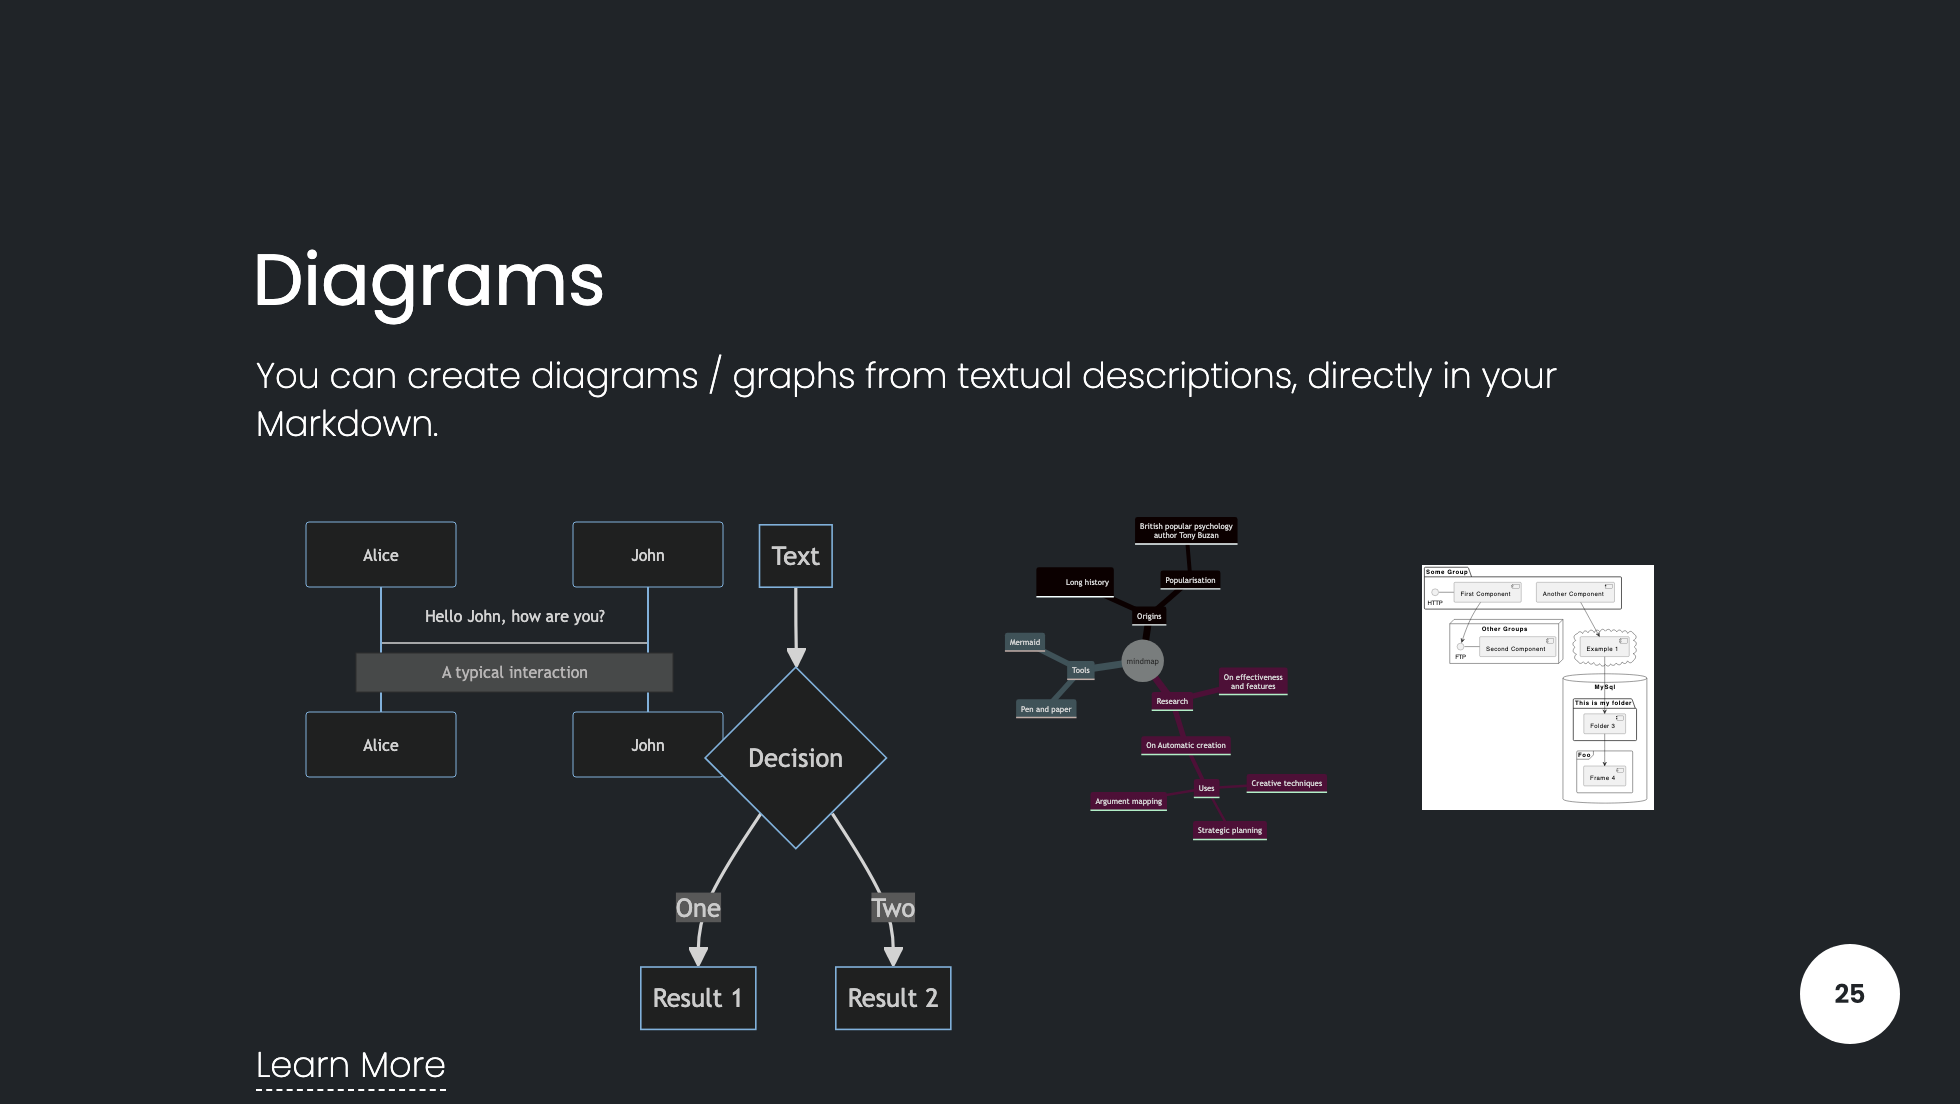 Diagrams
You can create diagrams / graphs from textual descriptions, directly in your
Markdown.
Alice
John
Hello John, how are you?
A typical interaction
Alice
John
Text
Decision
One
Two
Result 1
Result 2
British popular psychology
author Tony Buzan
Long history
Popularisation
Origins
Mermaid
Tools
mindmap
Pen and paper
On effectiveness
and features
Research
On Automatic creation
Uses
Creative techniques
Argument mapping
Strategic planning
Some Group
First Component
Another Component
HTTP
Other Groups
Second Component
FTP
Example 1
MySql
This is my folder
Folder 3
Foo
Frame 4
25
Learn More